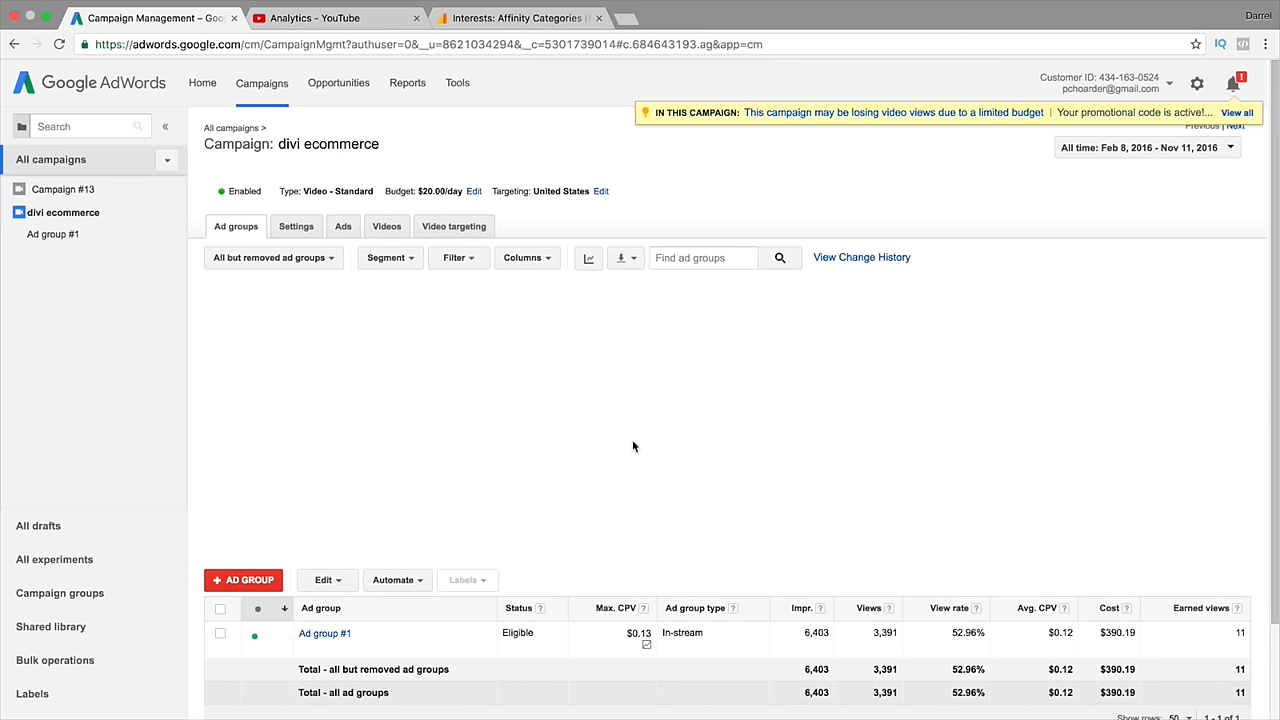 Campaign Management – Goo
Analytics - YouTube
Interests: Affinity Categories (
Darrel
https://adwords.google.com/cm/CampaignMgmt?authuser=0&__u=8621034294&__c=5301739014#c.684643193.ag&app=cm
IQ
Google AdWords
Home
Campaigns
Opportunities
Reports
Tools
Customer ID: 434-163-0524
pchoarder@gmail.com
!
IN THIS CAMPAIGN: This campaign may be losing video views due to a limited budget | Your promotional code is active!... View all
Search
«
All campaigns >
Previous | Next
Campaign: divi ecommerce
All time: Feb 8, 2016 - Nov 11, 2016
All campaigns
Campaign #13
divi ecommerce
Ad group #1
Enabled Type: Video - Standard Budget: $20.00/day Edit Targeting: United States Edit
Ad groups
Settings
Ads
Videos
Video targeting
All but removed ad groups
Segment
Filter
Columns
Find ad groups
View Change History
All drafts
All experiments
Campaign groups
Shared library
Bulk operations
Labels
+ AD GROUP
Edit
Automate
Labels
Ad group Status ? Max. CPV ? Ad group type ? Impr. ? Views ? View rate ? Avg. CPV ? Cost ? Earned views ?
Ad group #1 Eligible $0.13 In-stream 6,403 3,391 52.96% $0.12 $390.19 11
Total - all but removed ad groups 6,403 3,391 52.96% $0.12 $390.19 11
Total - all ad groups 6,403 3,391 52.96% $0.12 $390.19 11
Show rows: 50 1 - 1 of 1